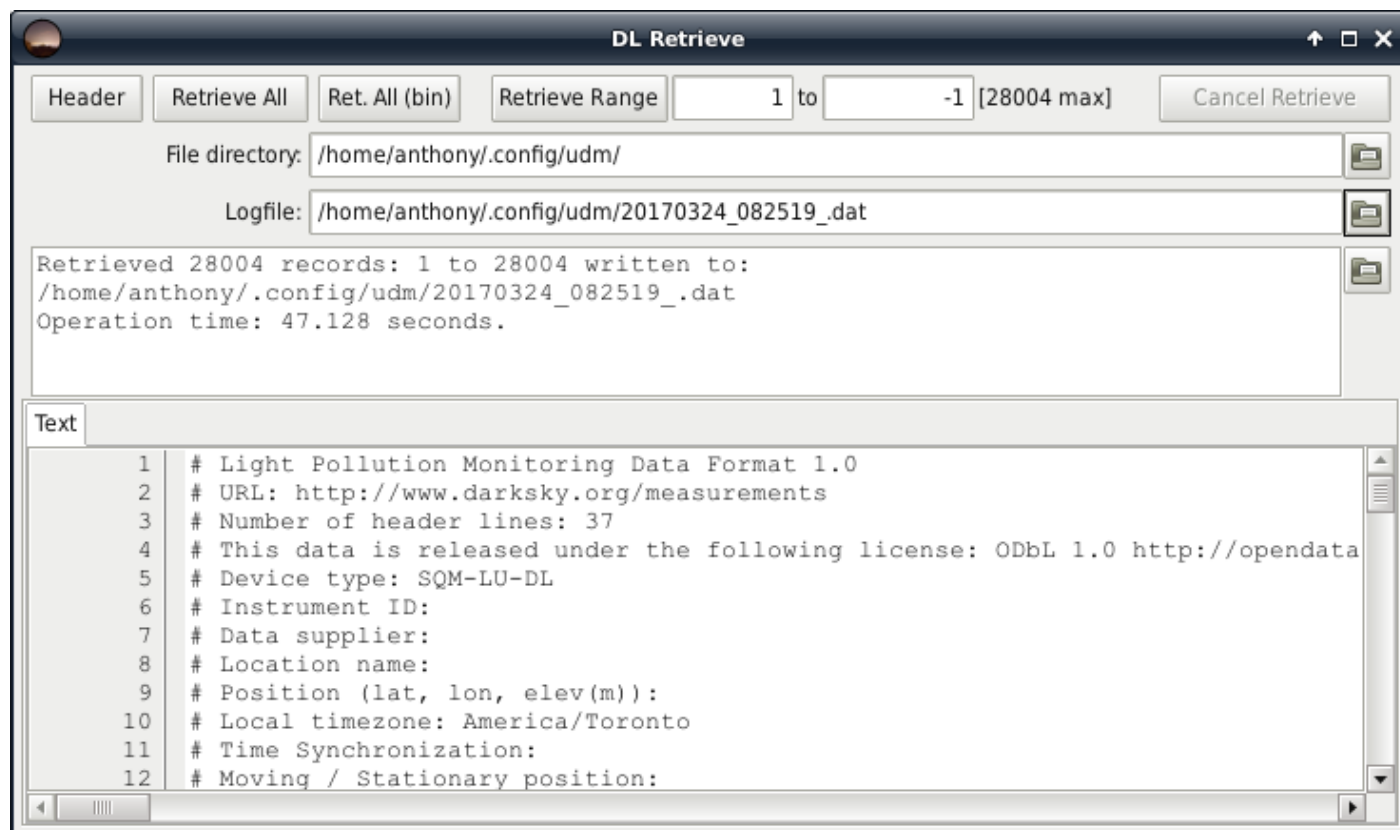 DL Retrieve
Header Retrieve All Ret. All (bin) Retrieve Range 1 to -1 [28004 max] Cancel Retrieve
File directory: /home/anthony/.config/udm/
Logfile: /home/anthony/.config/udm/20170324_082519_.dat
Retrieved 28004 records: 1 to 28004 written to:
/home/anthony/.config/udm/20170324_082519_.dat
Operation time: 47.128 seconds.
Text
1 # Light Pollution Monitoring Data Format 1.0
2 # URL: http://www.darksky.org/measurements
3 # Number of header lines: 37
4 # This data is released under the following license: ODbL 1.0 http://opendata
5 # Device type: SQM-LU-DL
6 # Instrument ID:
7 # Data supplier:
8 # Location name:
9 # Position (lat, lon, elev(m)):
10 # Local timezone: America/Toronto
11 # Time Synchronization:
12 # Moving / Stationary position: